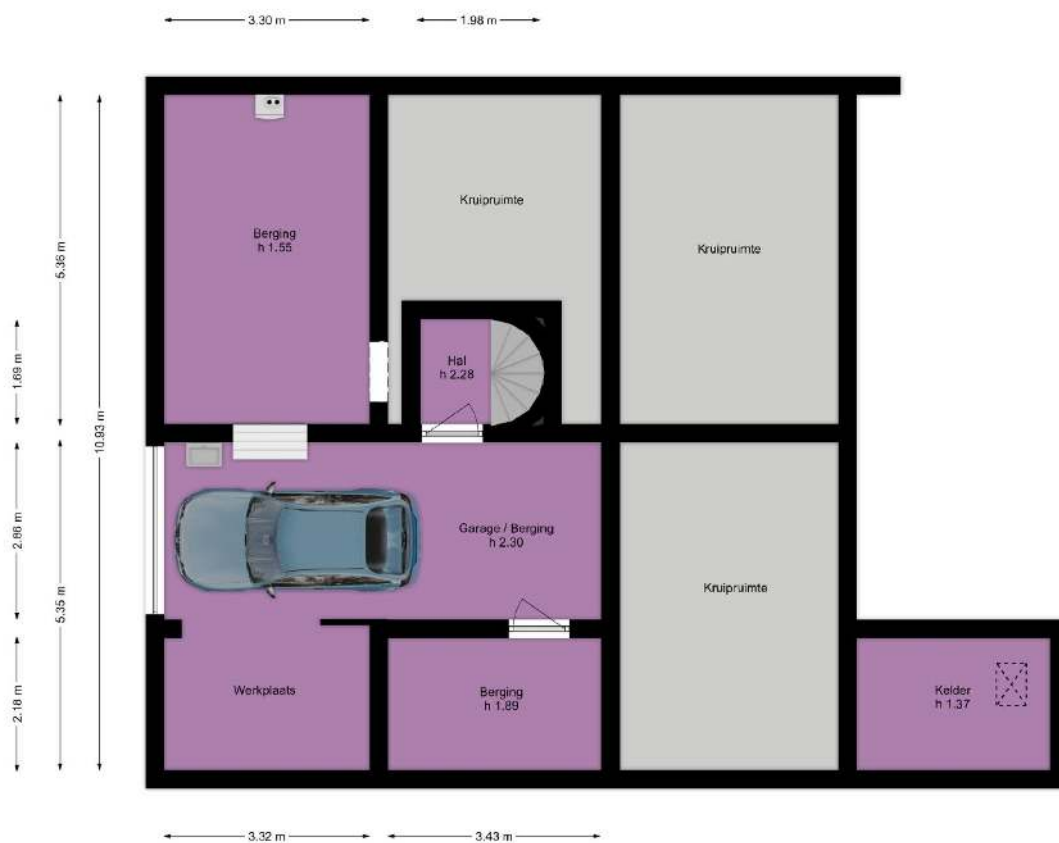 3.30 m
1.98 m
Kruipruimte
Berging
h 1.55
Kruipruimte
5.36 m
1.69 m
Hal
h 2.28
10.93 m
2.86 m
Garage / Berging
h 2.30
5.35 m
Kruipruimte
2.18 m
Werkplaats
Berging
h 1.89
Kelder
h 1.37
3.32 m
3.43 m